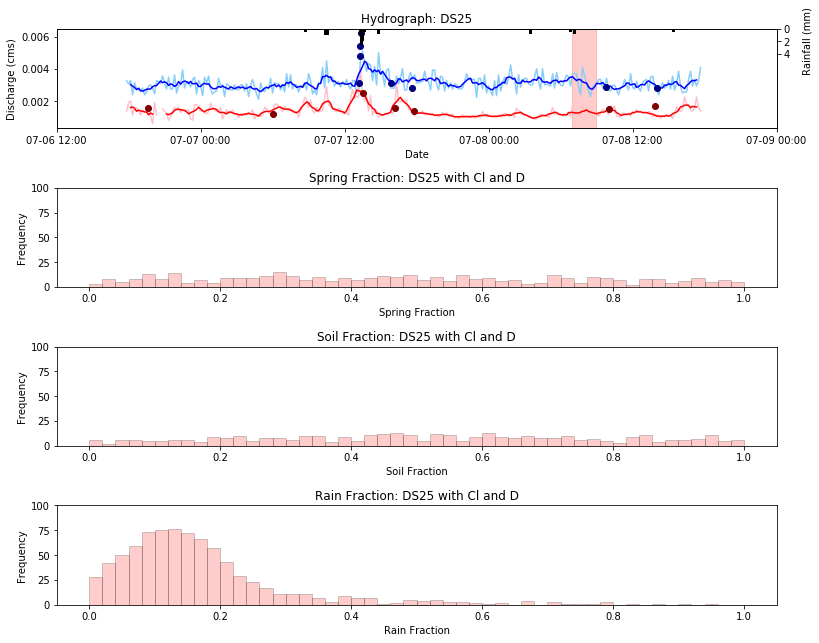 Hydrograph: DS25
0.006
0.004
0.002
Discharge (cms)
0
2
4
Rainfall (mm)
07-06 12:00 07-07 00:00 07-07 12:00 07-08 00:00 07-08 12:00 07-09 00:00
Date
Spring Fraction: DS25 with Cl and D
100
75
50
25
0
Frequency
0.0 0.2 0.4 0.6 0.8 1.0
Spring Fraction
Soil Fraction: DS25 with Cl and D
100
75
50
25
0
Frequency
0.0 0.2 0.4 0.6 0.8 1.0
Soil Fraction
Rain Fraction: DS25 with Cl and D
100
75
50
25
0
Frequency
0.0 0.2 0.4 0.6 0.8 1.0
Rain Fraction